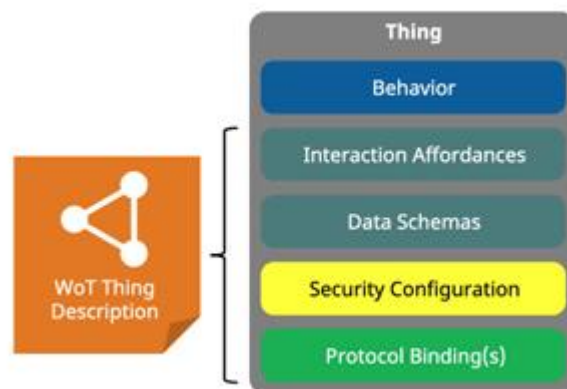 Thing
Behavior
Interaction Affordances
Data Schemas
Security Configuration
Protocol Binding(s)
WoT Thing
Description